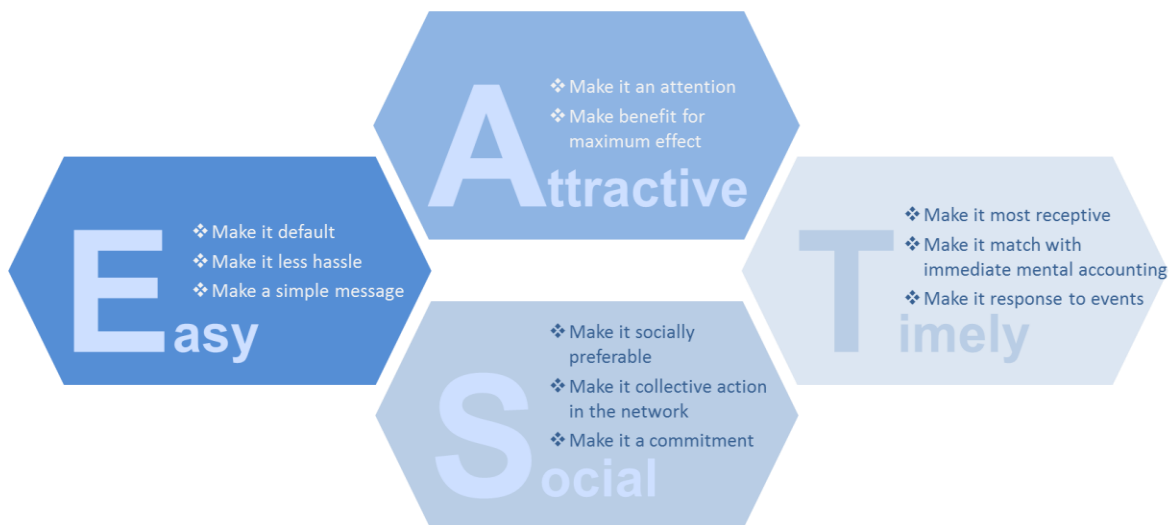 Easy
❖ Make it default
❖ Make it less hassle
❖ Make a simple message
Attractive
❖ Make it an attention
❖ Make benefit for
maximum effect
Social
❖ Make it socially
preferable
❖ Make it collective action
in the network
❖ Make it a commitment
Timely
❖ Make it most receptive
❖ Make it match with
immediate mental accounting
❖ Make it response to events